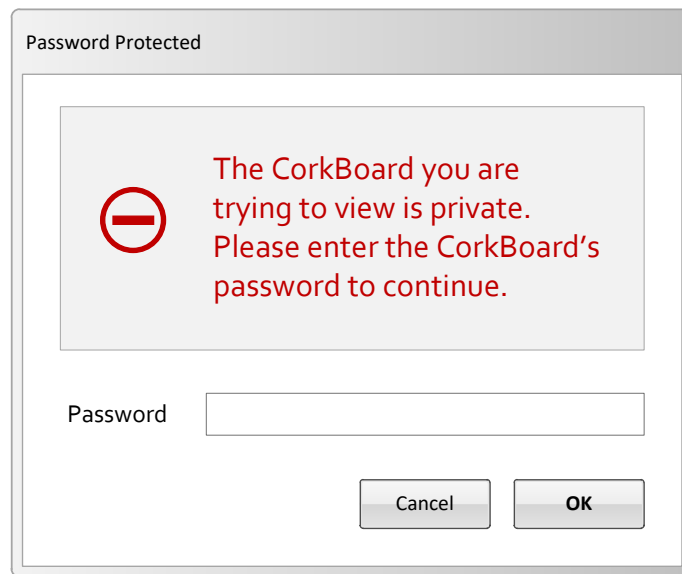 Password Protected
The CorkBoard you are
trying to view is private.
Please enter the CorkBoard’s
password to continue.
Password
Cancel
OK